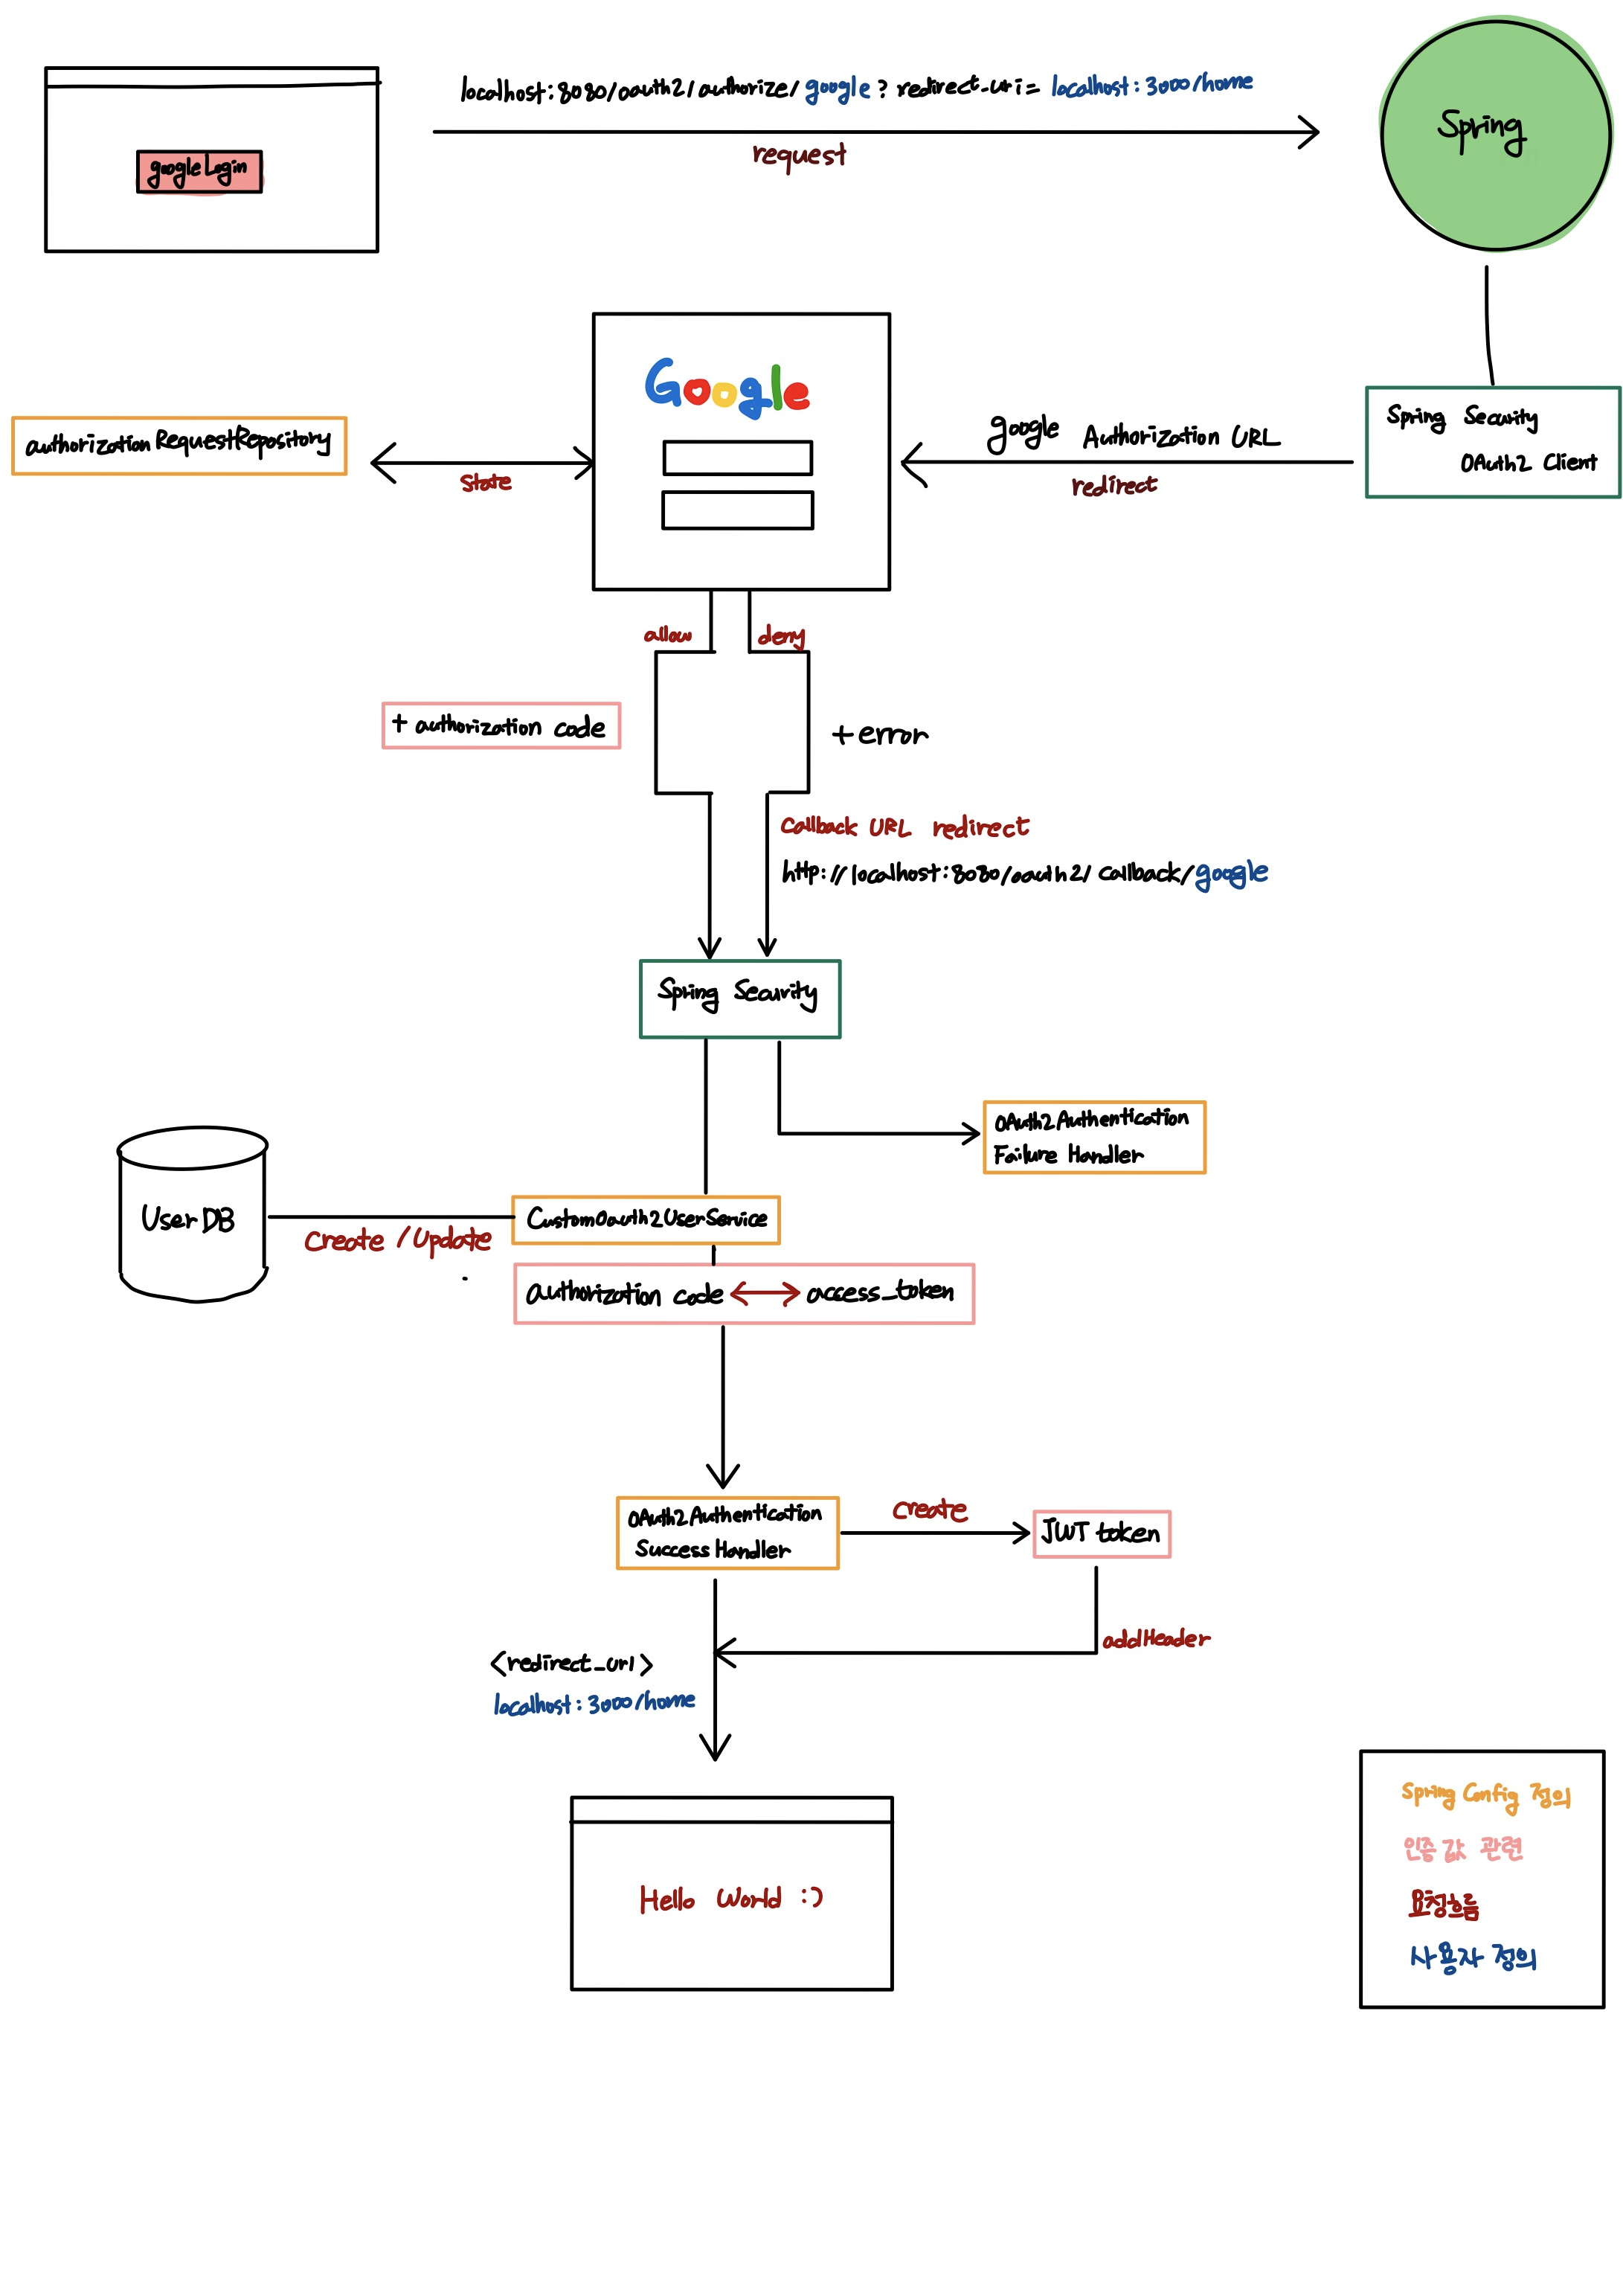 localhost:8080/oauth2/authorize/google?redirect-uri=localhost:3000/home
request
google Login
Spring
Google
google Authorization URL
redirect
Spring Security
OAuth2 Client
authorization RequestRepository
state
allow
deny
+ authorization code
+ error
Callback URL redirect
http://localhost:8080/oauth2/callback/google
Spring Security
OAuth2 Authentication
Failure Handler
User DB
Create / Update
CustomOauth2UserService
authorization code ↔ access_token
OAuth2 Authentication
Success Handler
create
JWT token
addHeader
<redirect_uri>
localhost:3000/home
Hello World :)
Spring Config 정의
인증 값 관련
요청흐름
사용자 정의